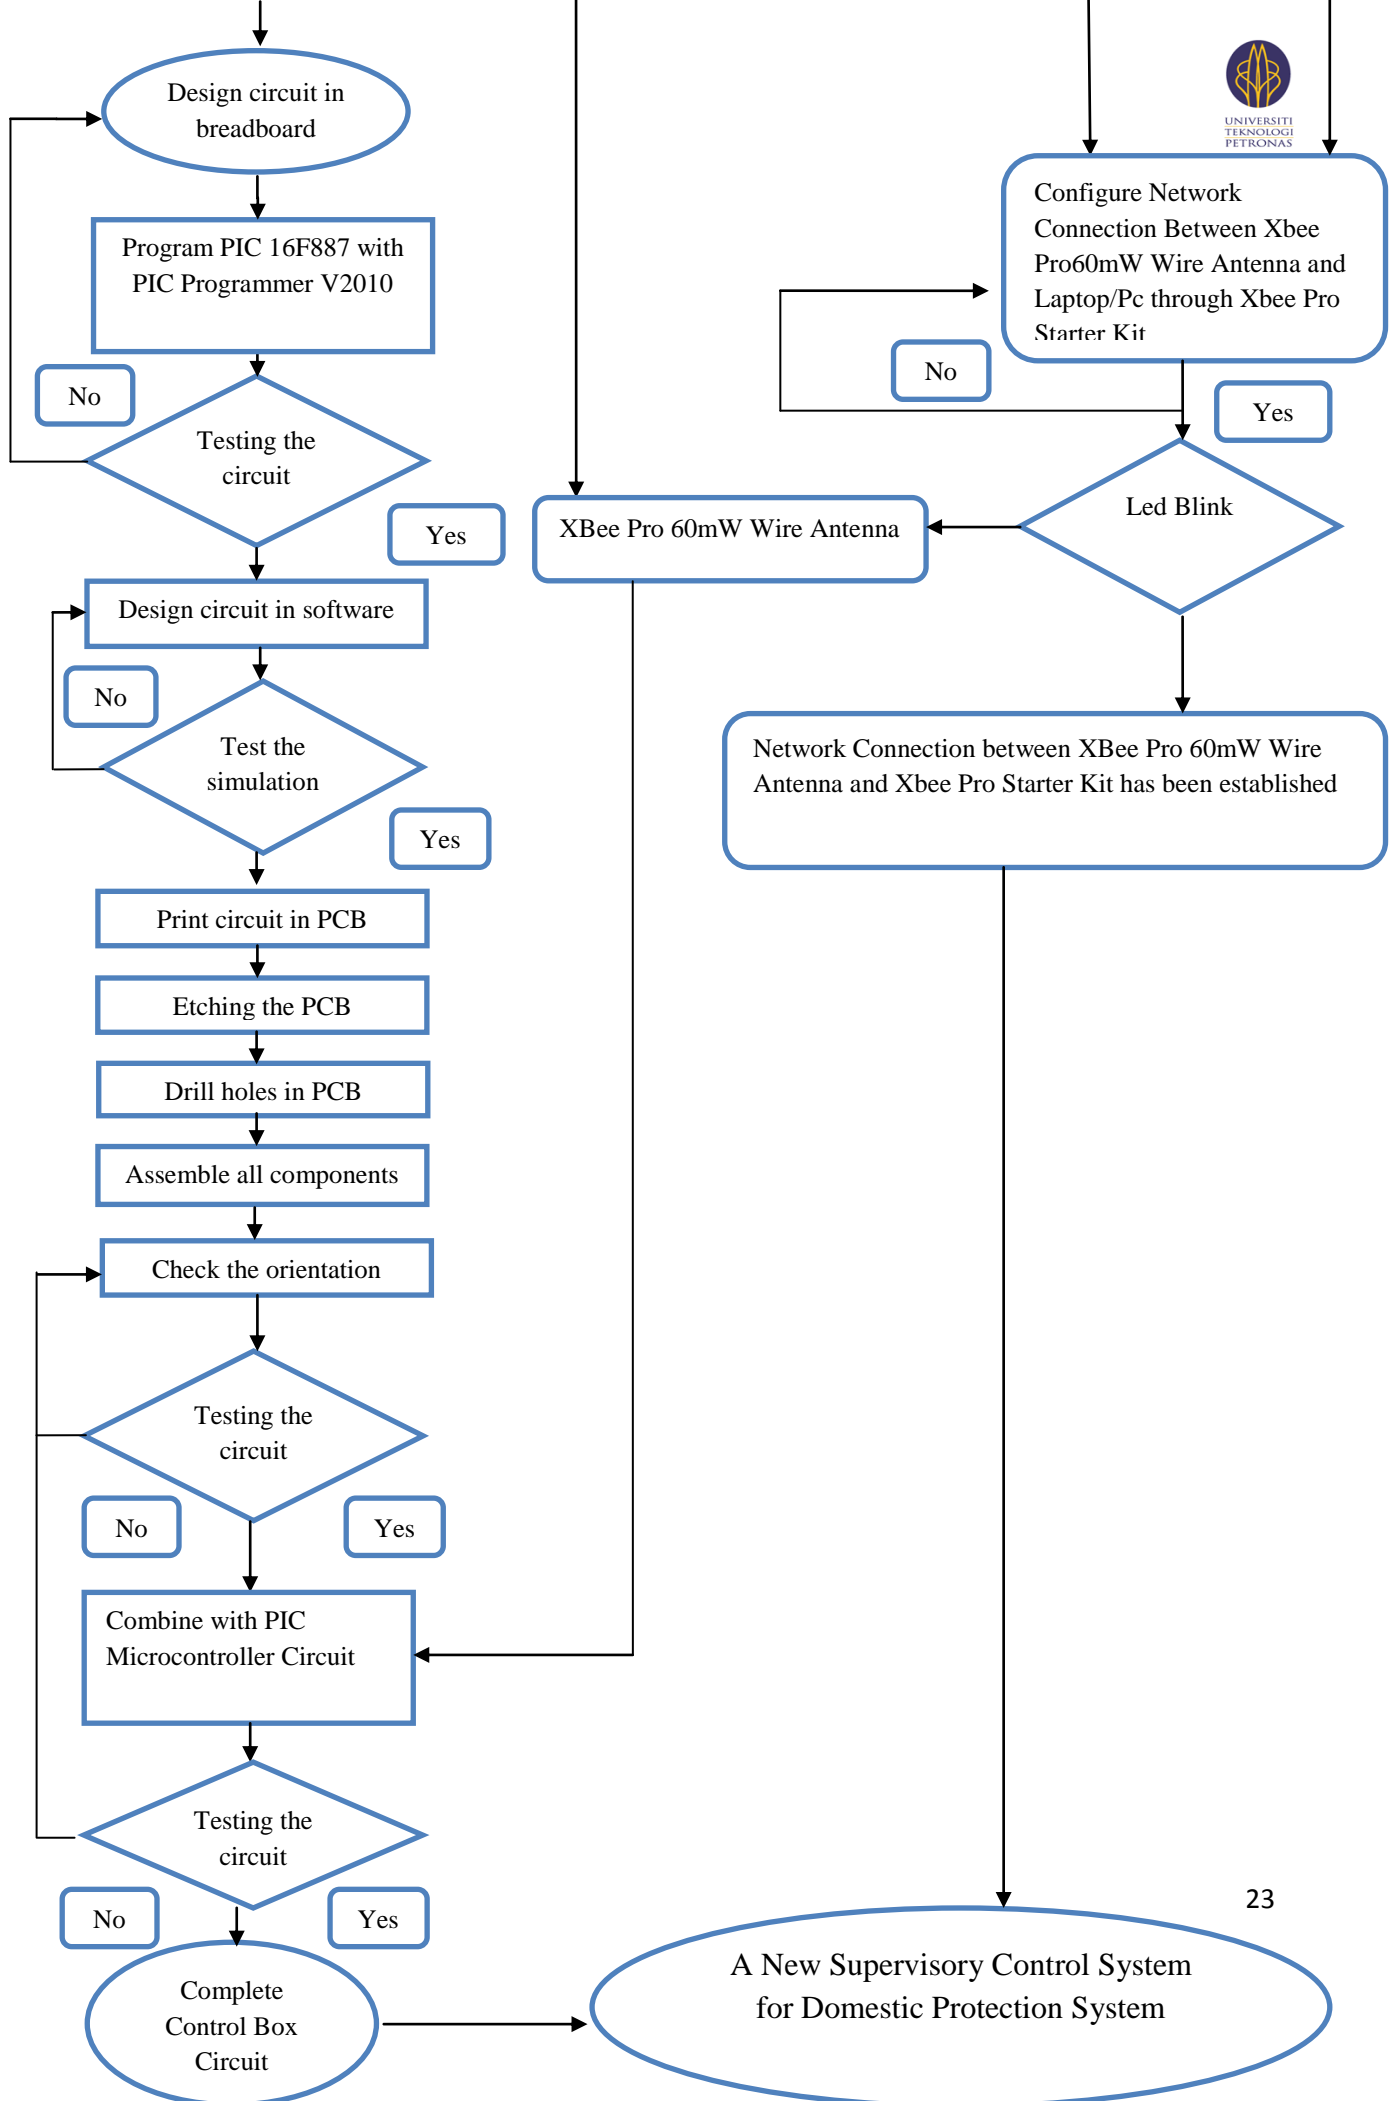 Design circuit in
breadboard
UNIVERSITI
TEKNOLOGI
PETRONAS
Configure Network
Connection Between Xbee
Pro60mW Wire Antenna and
Laptop/Pc through Xbee Pro
Starter Kit
Program PIC 16F887 with
PIC Programmer V2010
No
No
Yes
Testing the
circuit
Led Blink
Yes
XBee Pro 60mW Wire Antenna
Design circuit in software
No
Test the
simulation
Network Connection between XBee Pro 60mW Wire
Antenna and Xbee Pro Starter Kit has been established
Yes
Print circuit in PCB
Etching the PCB
Drill holes in PCB
Assemble all components
Check the orientation
Testing the
circuit
No
Yes
Combine with PIC
Microcontroller Circuit
Testing the
circuit
No
Yes
23
Complete
Control Box
Circuit
A New Supervisory Control System
for Domestic Protection System